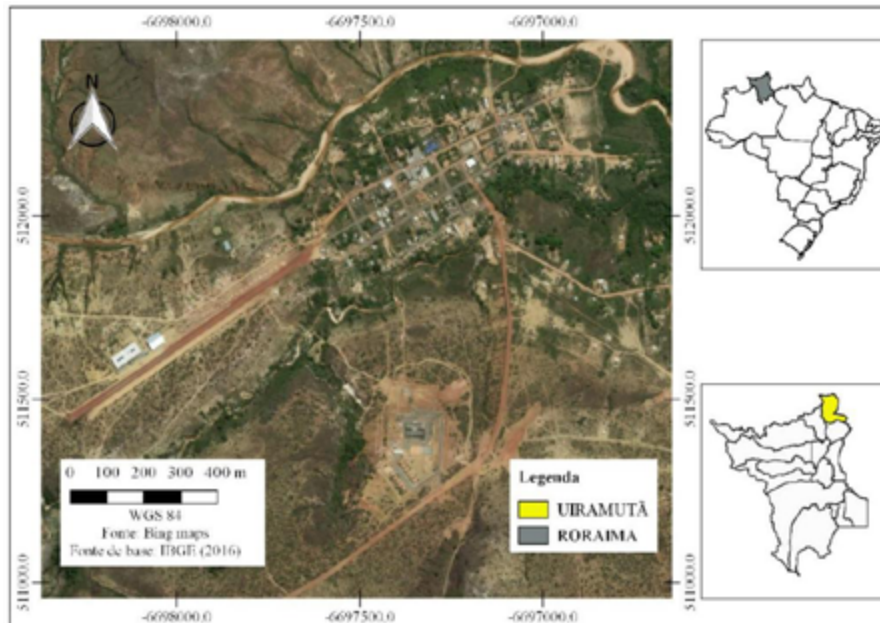 -6698000.0 -6697500.0 -6697000.0
N
512000.0 512000.0
511500.0 511500.0
0 100 200 300 400 m
WGS 84
Fonte: Bing maps
Fonte de base: IBGE (2016)
Legenda
UIRAMUTÃ
RORAIMA
511000.0 511000.0
-6698000.0 -6697500.0 -6697000.0